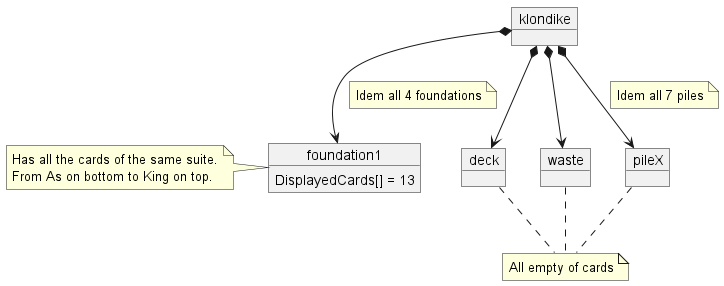 klondike
Idem all 4 foundations
Idem all 7 piles
Has all the cards of the same suite.
From As on bottom to King on top.
foundation1
DisplayedCards[] = 13
deck
waste
pileX
All empty of cards